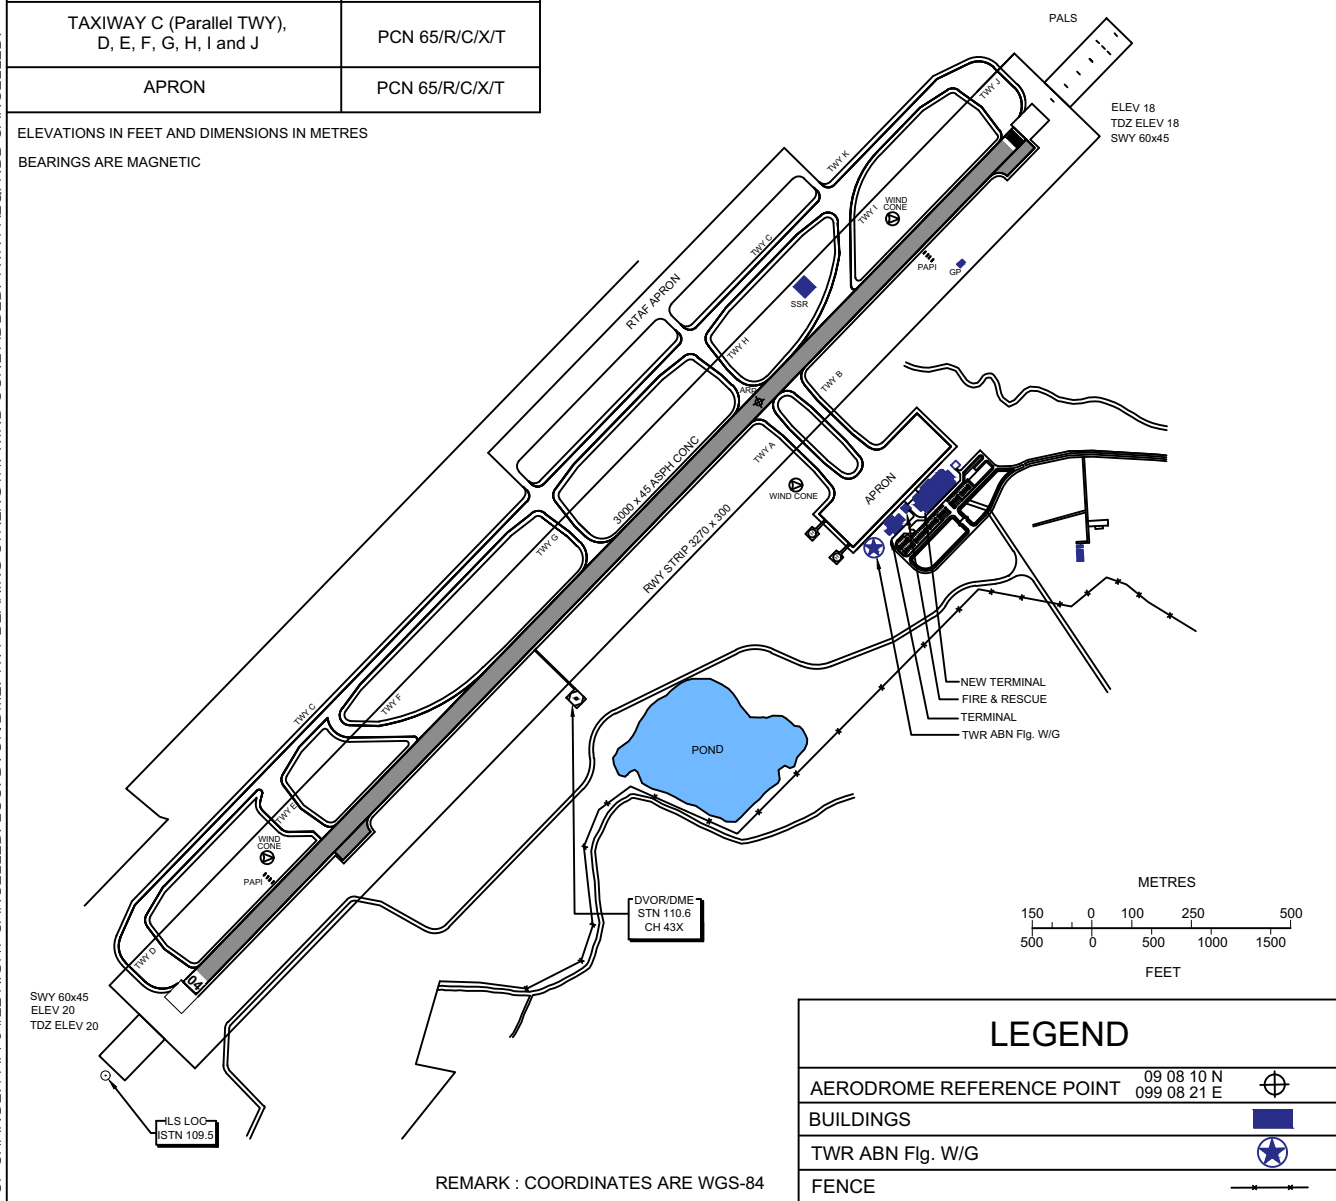 TAXIWAY C (Parallel TWY),
D, E, F, G, H, I and J
PCN 65/R/C/X/T
APRON
PCN 65/R/C/X/T
ELEVATIONS IN FEET AND DIMENSIONS IN METRES
BEARINGS ARE MAGNETIC
PALS
ELEV 18
TDZ ELEV 18
SWY 60x45
TWY J
TWY K
WIND
CONE
TWY I
TWY C
PAPI
GP
RTAF APRON
SSR
TWY H
TWY B
ARP
TWY A
3000 x 45 ASPH CONC
WIND CONE
APRON
RWY STRIP 3270 x 300
TWY G
NEW TERMINAL
FIRE & RESCUE
TERMINAL
TWR ABN Flg. W/G
TWY F
TWY C
POND
TWY E
WIND
CONE
PAPI
DVOR/DME
STN 110.6
CH 43X
TWY D
04
SWY 60x45
ELEV 20
TDZ ELEV 20
ILS LOC
ISTN 109.5
METRES
150 0 100 250 500
500 0 500 1000 1500
FEET
LEGEND
AERODROME REFERENCE POINT 09 08 10 N
099 08 21 E
BUILDINGS
TWR ABN Flg. W/G
FENCE
REMARK : COORDINATES ARE WGS-84